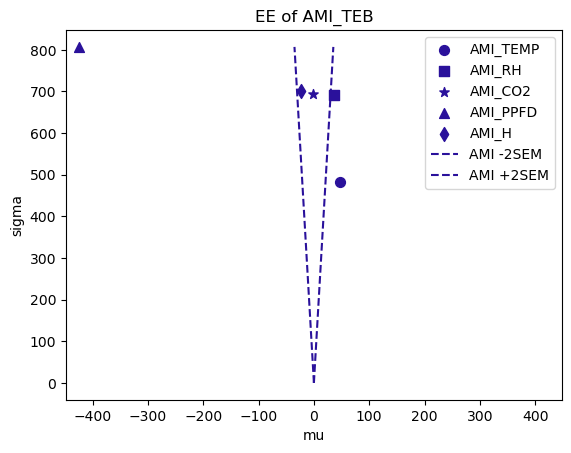 EE of AMI_TEB
AMI_TEMP
AMI_RH
AMI_CO2
AMI_PPFD
AMI_H
AMI -2SEM
AMI +2SEM
sigma
800
700
600
500
400
300
200
100
0
−400
−300
−200
−100
0
100
200
300
400
mu